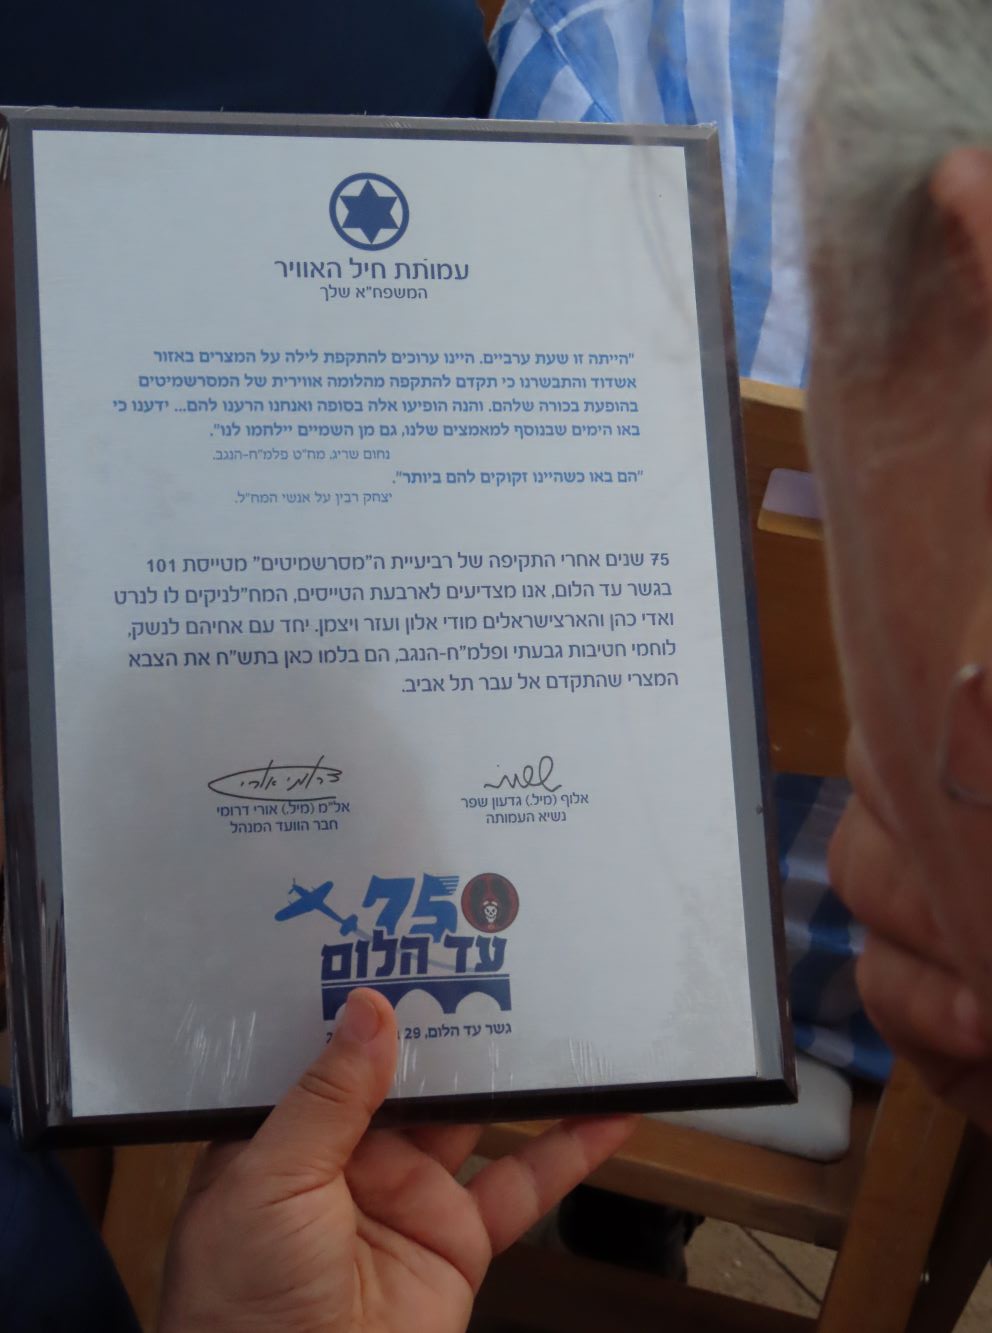 עמותת חיל האוויר
המשפח"א שלך
"הייתה זו שעת ערביים. היינו ערוכים להתקפת לילה על המצרים באזור
אשדוד והתבשרנו כי תקדם להתקפה מהלומה אווירית של המסרשמיטים
בהופעת בכורה שלהם. והנה הופיעו אלה בסופה ואנחנו הרענו להם... ידענו כי
באו הימים שבנוסף למאמצים שלנו, גם מן השמיים יילחמו לנו".
נחום שריג, מח"ט פלמ"ח-הנגב.
"הם באו כשהיינו זקוקים להם ביותר".
יצחק רבין על אנשי המח"ל.
75 שנים אחרי התקיפה של רביעיית ה"מסרשמיטים" מטייסת 101
בגשר עד הלום, אנו מצדיעים לארבעת הטייסים, המח"לניקים לו לנרט
ואדי כהן והארצישראלים מודי אלון ועזר ויצמן. יחד עם אחיהם לנשק,
לוחמי חטיבות גבעתי ופלמ"ח-הנגב, הם בלמו כאן בתש"ח את הצבא
המצרי שהתקדם אל עבר תל אביב.
אלוף (מיל.) גדעון שפר
נשיא העמותה
דרומי אורי
אל"מ (מיל.) אורי דרומי
חבר הוועד המנהל
75
עד הלום
גשר עד הלום, 29